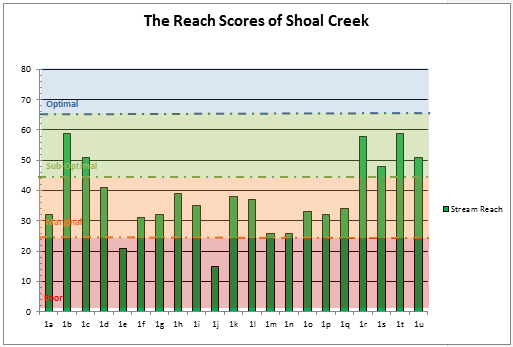 The Reach Scores of Shoal Creek
80
70
Optimal
60
50
Sub-Optimal
40
30
Marginal
20
10
Poor
0
1a 1b 1c 1d 1e 1f 1g 1h 1i 1j 1k 1l 1m 1n 1o 1p 1q 1r 1s 1t 1u
Stream Reach